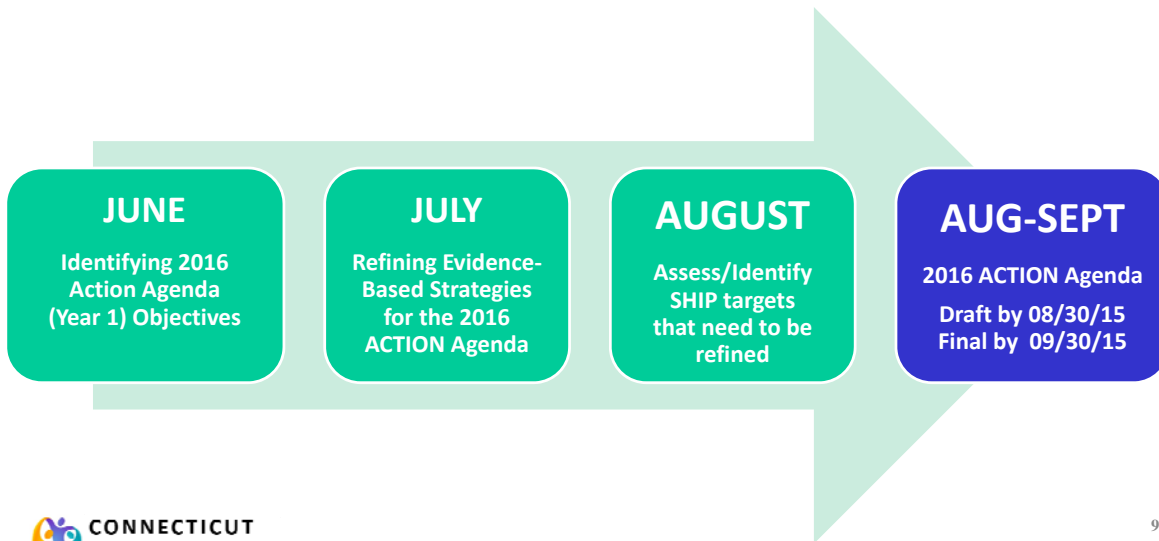 JUNE
Identifying 2016
Action Agenda
(Year 1) Objectives
JULY
Refining Evidence-
Based Strategies
for the 2016
ACTION Agenda
AUGUST
Assess/Identify
SHIP targets
that need to be
refined
AUG-SEPT
2016 ACTION Agenda
Draft by 08/30/15
Final by 09/30/15
CONNECTICUT
9